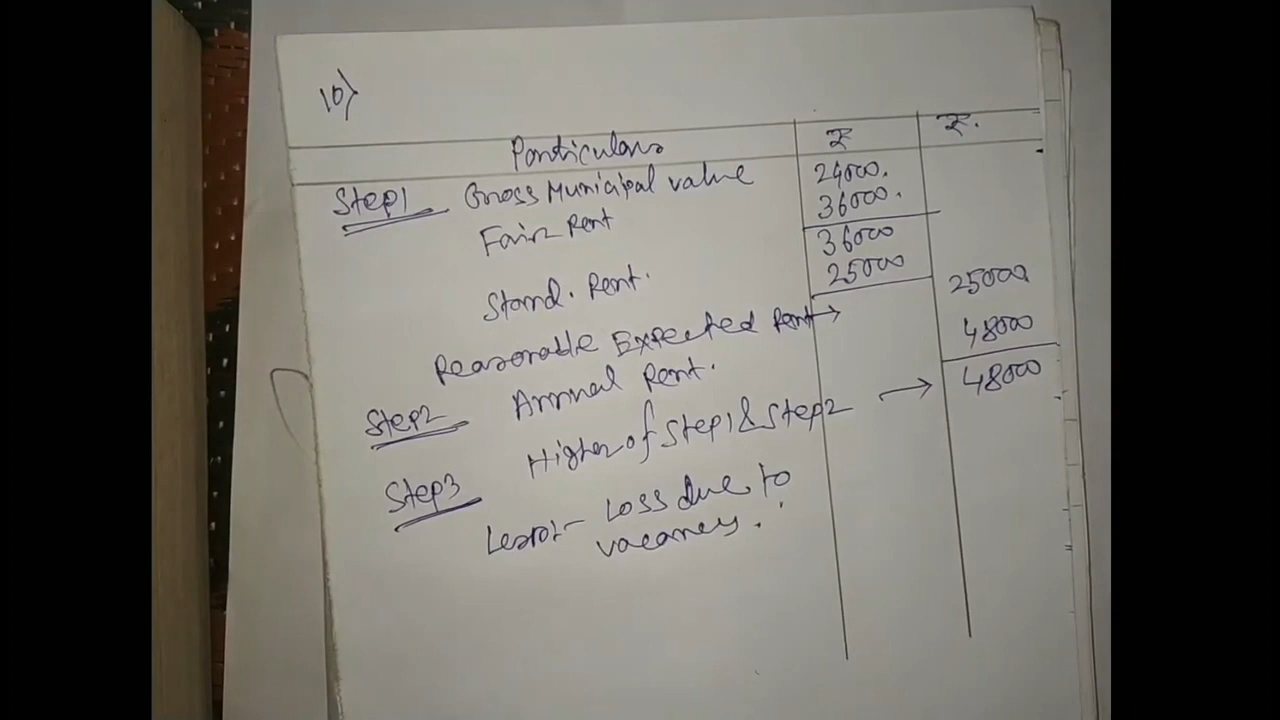 10)
Particulars ₹ ₹.
Step1 Gross Municipal value 24000.
Fair Rent 36000.
36000
Stand. Rent. 25000
Reasonable Expected Rent → 25000
Step2 Annual Rent. 48000
Step3 Higher of Step1 & Step2 → 48000
Less:- Loss due to
vacancy.